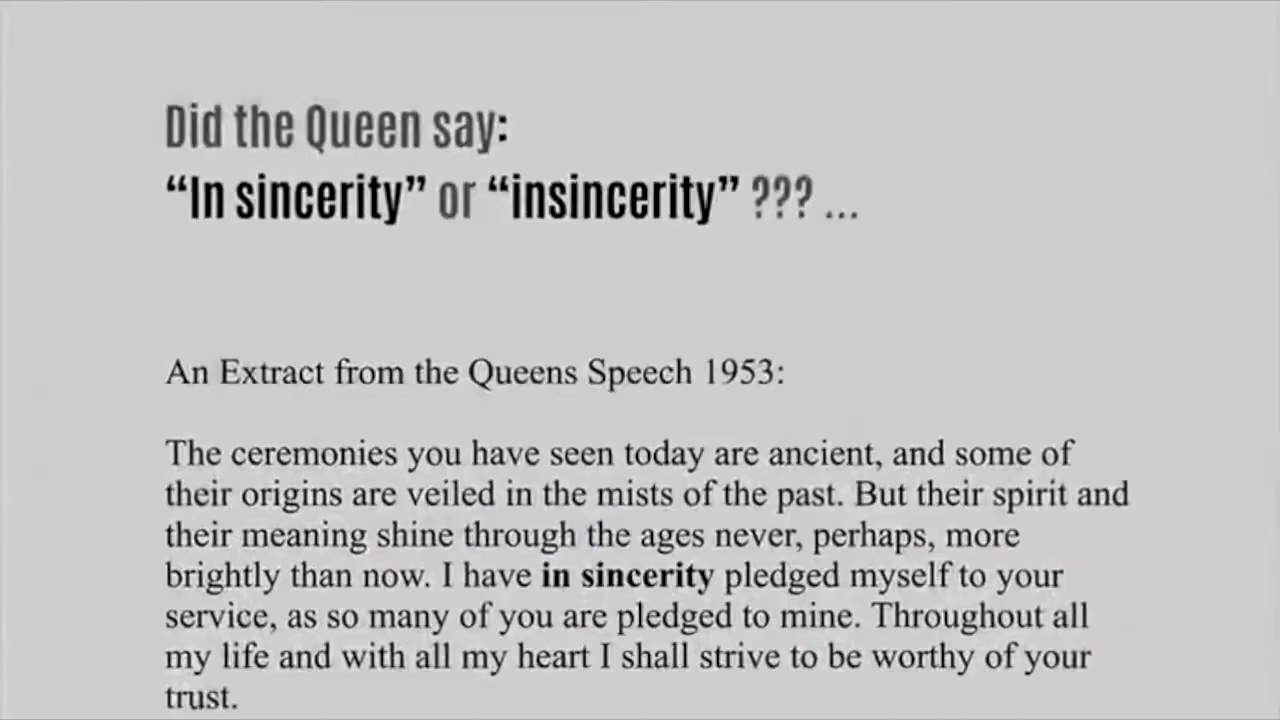 Did the Queen say:
“In sincerity” or “insincerity” ??? ...
An Extract from the Queens Speech 1953:
The ceremonies you have seen today are ancient, and some of
their origins are veiled in the mists of the past. But their spirit and
their meaning shine through the ages never, perhaps, more
brightly than now. I have in sincerity pledged myself to your
service, as so many of you are pledged to mine. Throughout all
my life and with all my heart I shall strive to be worthy of your
trust.